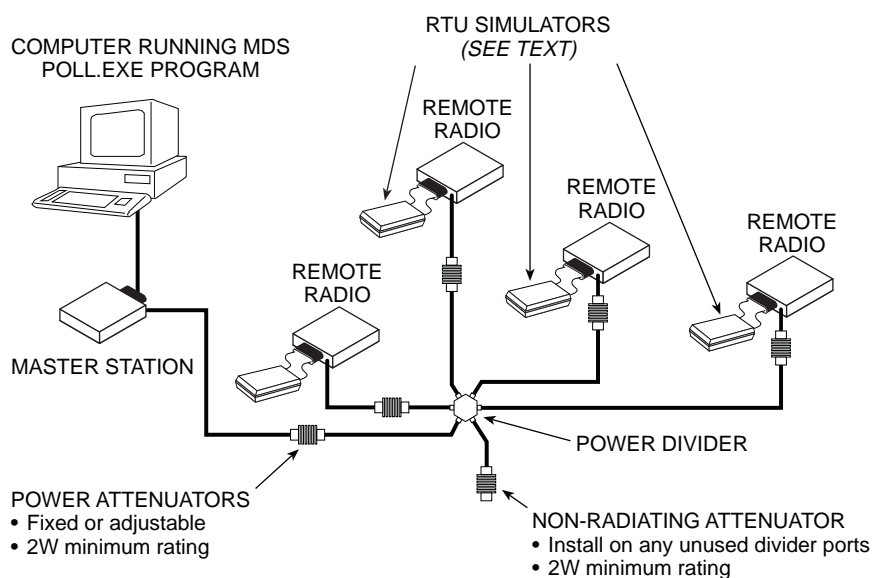 COMPUTER RUNNING MDS
POLL.EXE PROGRAM
RTU SIMULATORS
(SEE TEXT)
REMOTE
RADIO
REMOTE
RADIO
REMOTE
RADIO
REMOTE
RADIO
MASTER STATION
POWER DIVIDER
POWER ATTENUATORS
• Fixed or adjustable
• 2W minimum rating
NON-RADIATING ATTENUATOR
• Install on any unused divider ports
• 2W minimum rating